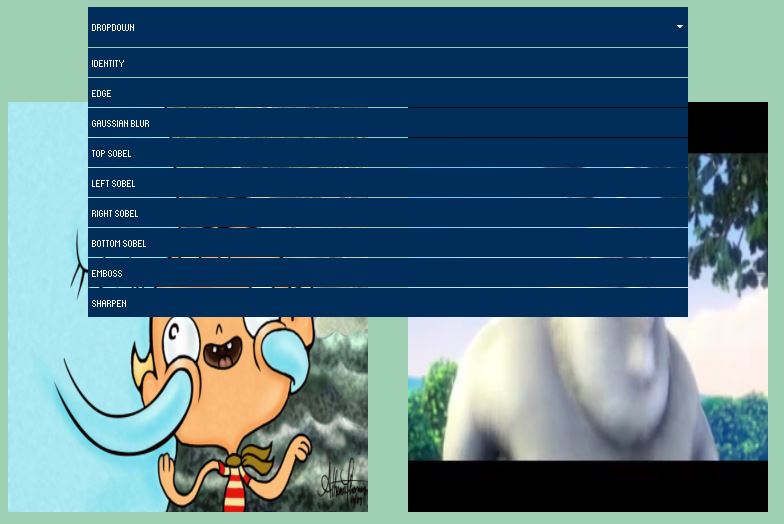 DROPDOWN
IDENTITY
EDGE
GAUSSIAN BLUR
TOP SOBEL
LEFT SOBEL
RIGHT SOBEL
BOTTOM SOBEL
EMBOSS
SHARPEN